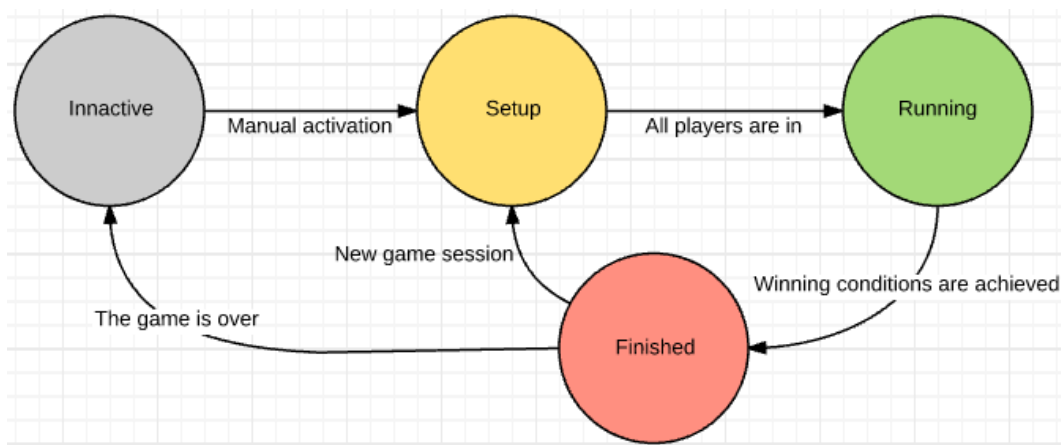 Innactive
Manual activation
Setup
All players are in
Running
New game session
Winning conditions are achieved
The game is over
Finished